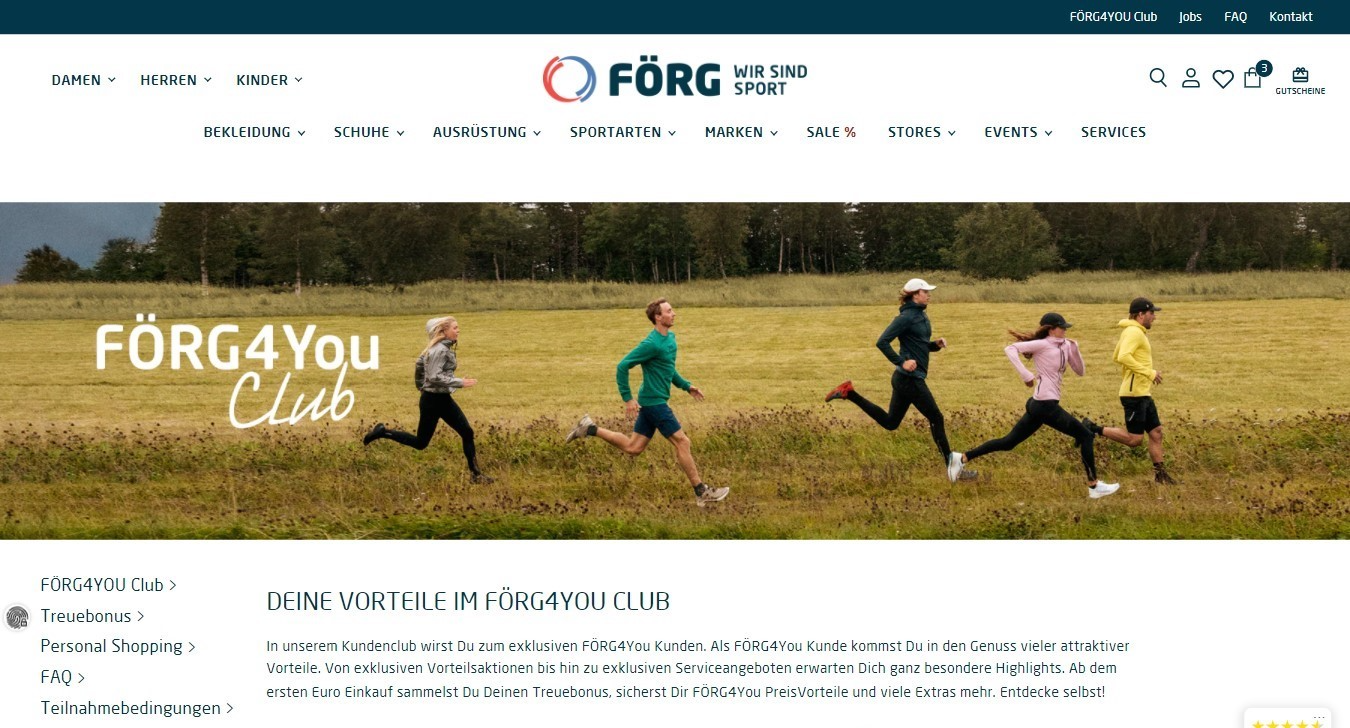 FÖRG4YOU Club Jobs FAQ Kontakt
DAMEN HERREN KINDER
FÖRG WIR SIND SPORT
3
GUTSCHEINE
BEKLEIDUNG SCHUHE AUSRÜSTUNG SPORTARTEN MARKEN SALE % STORES EVENTS SERVICES
FÖRG4You
Club
FÖRG4YOU Club >
Treuebonus >
Personal Shopping >
FAQ >
Teilnahmebedingungen >
DEINE VORTEILE IM FÖRG4YOU CLUB
In unserem Kundenclub wirst Du zum exklusiven FÖRG4You Kunden. Als FÖRG4You Kunde kommst Du in den Genuss vieler attraktiver
Vorteile. Von exklusiven Vorteilsaktionen bis hin zu exklusiven Serviceangeboten erwarten Dich ganz besondere Highlights. Ab dem
ersten Euro Einkauf sammelst Du Deinen Treuebonus, sicherst Dir FÖRG4You PreisVorteile und viele Extras mehr. Entdecke selbst!